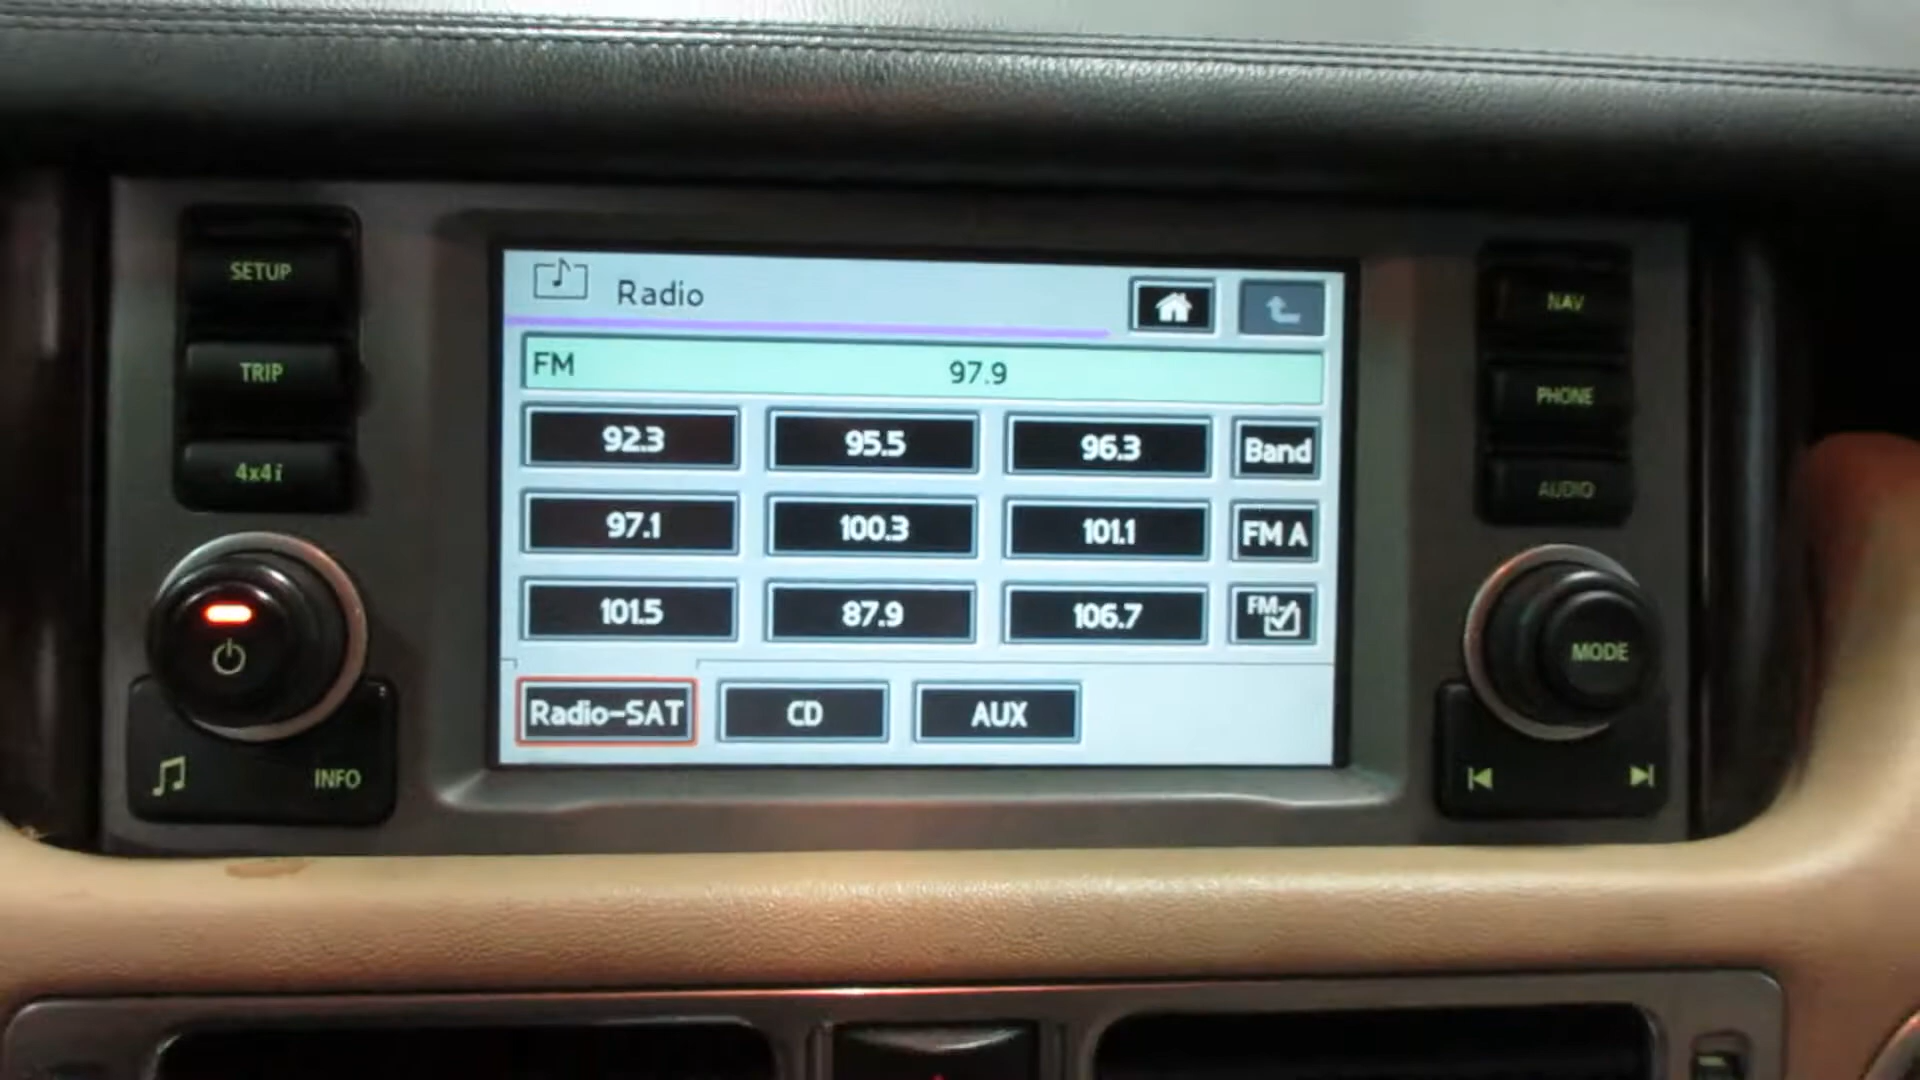 SETUP
TRIP
4x4i
INFO
Radio
FM 97.9
92.3 95.5 96.3 Band
97.1 100.3 101.1 FM A
101.5 87.9 106.7 FM
Radio-SAT CD AUX
NAV
PHONE
AUDIO
MODE